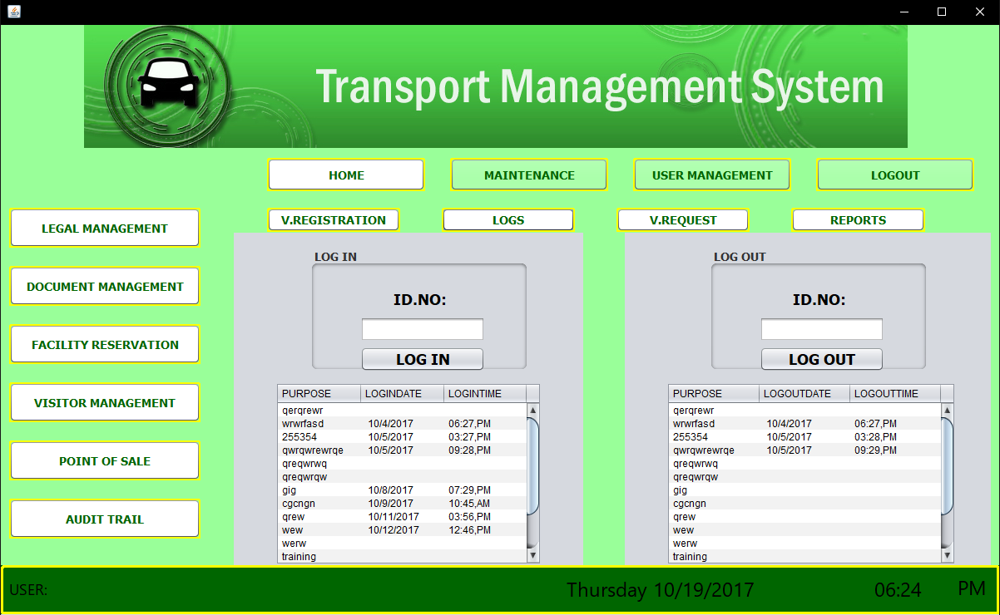 Transport Management System
HOME MAINTENANCE USER MANAGEMENT LOGOUT
V.REGISTRATION LOGS V.REQUEST REPORTS
LEGAL MANAGEMENT
DOCUMENT MANAGEMENT
FACILITY RESERVATION
VISITOR MANAGEMENT
POINT OF SALE
AUDIT TRAIL
LOG IN
ID.NO:
LOG IN
PURPOSE LOGINDATE LOGINTIME
qerqrewr
wrwrfasd 10/4/2017 06:27,PM
255354 10/5/2017 03:27,PM
qwrqwrewrqe 10/5/2017 09:28,PM
qreqwrwq
qreqwrqw
gig 10/8/2017 07:29,PM
cgcngn 10/9/2017 10:45,AM
qrew 10/11/2017 03:56,PM
wew 10/12/2017 12:46,PM
werw
training
LOG OUT
ID.NO:
LOG OUT
PURPOSE LOGOUTDATE LOGOUTTIME
qerqrewr
wrwrfasd 10/4/2017 06:27,PM
255354 10/5/2017 03:28,PM
qwrqwrewrqe 10/5/2017 09:29,PM
qreqwrwq
qreqwrqw
gig
cgcngn
qrew
wew
werw
training
USER: Thursday 10/19/2017 06:24 PM